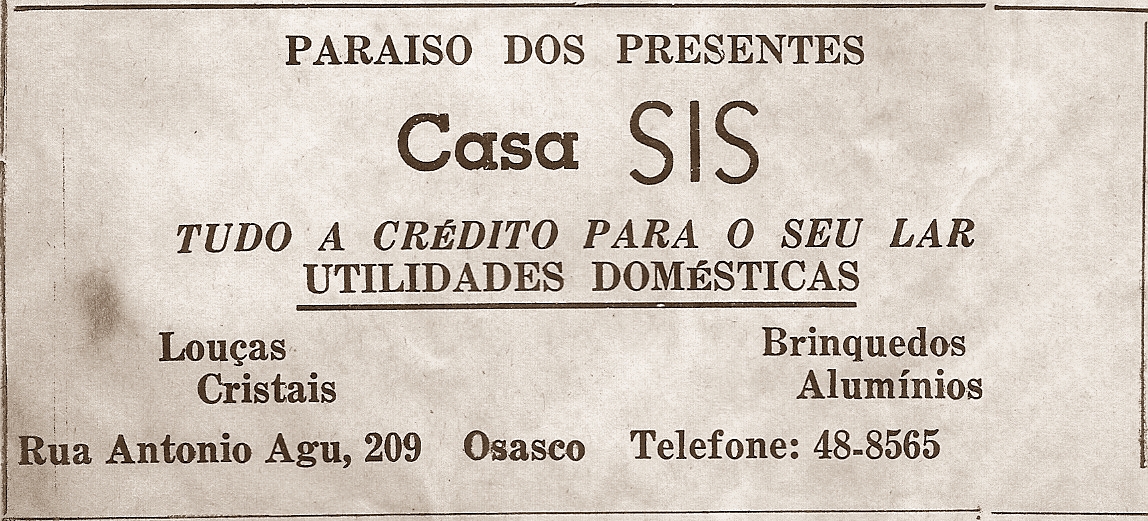 PARAISO DOS PRESENTES
Casa SIS
TUDO A CRÉDITO PARA O SEU LAR
UTILIDADES DOMÉSTICAS
Louças Brinquedos
Cristais Alumínios
Rua Antonio Agu, 209 Osasco Telefone: 48-8565